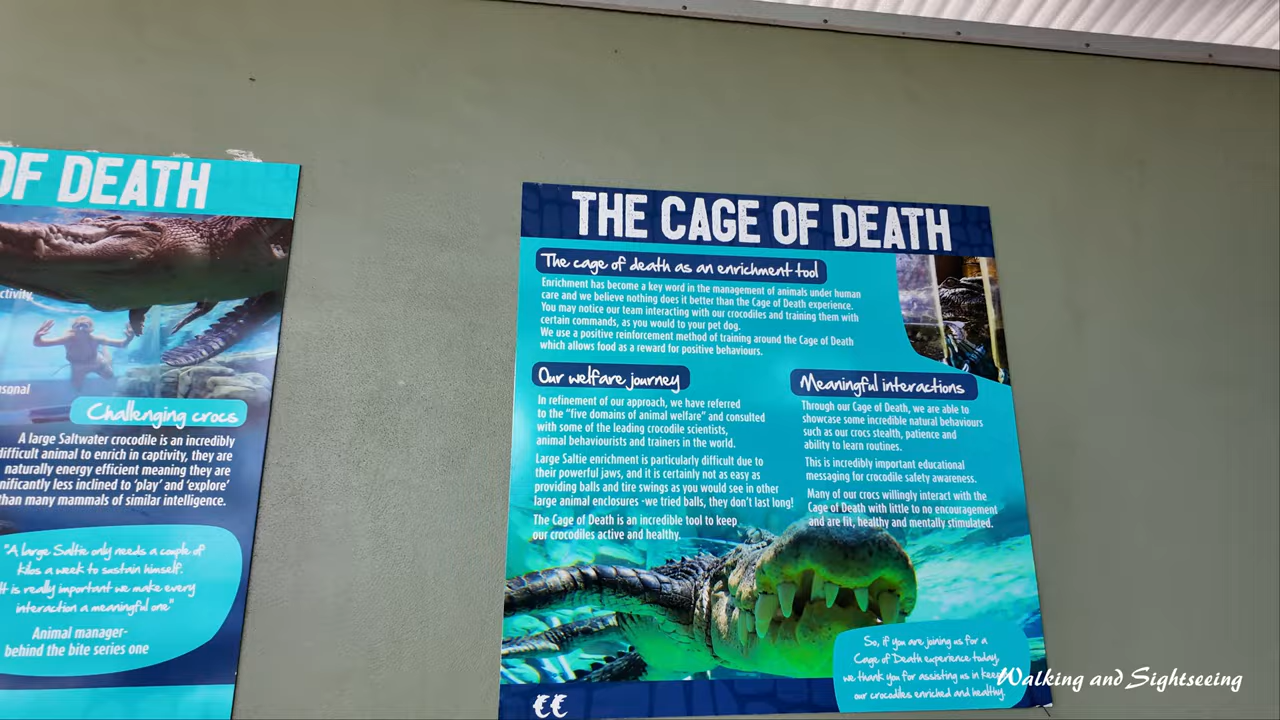 OF DEATH
ctivity,
sonal
Challenging crocs
A large Saltwater crocodile is an incredibly
difficult animal to enrich in captivity, they are
naturally energy efficient meaning they are
nificantly less inclined to 'play' and 'explore'
than many mammals of similar intelligence.
"A large Saltie only needs a couple of
kilos a week to sustain himself.
It is really important we make every
interaction a meaningful one"
Animal manager-
behind the bite series one
THE CAGE OF DEATH
The cage of death as an enrichment tool
Enrichment has become a key word in the management of animals under human
care and we believe nothing does it better than the Cage of Death experience.
You may notice our team interacting with our crocodiles and training them with
certain commands, as you would to your pet dog.
We use a positive reinforcement method of training around the Cage of Death
which allows food as a reward for positive behaviours.
Our welfare journey
In refinement of our approach, we have referred
to the "five domains of animal welfare" and consulted
with some of the leading crocodile scientists,
animal behaviourists and trainers in the world.
Large Saltie enrichment is particularly difficult due to
their powerful jaws, and it is certainly not as easy as
providing balls and tire swings as you would see in other
large animal enclosures -we tried balls, they don't last long!
The Cage of Death is an incredible tool to keep
our crocodiles active and healthy.
Meaningful interactions
Through our Cage of Death, we are able to
showcase some incredible natural behaviours
such as our crocs stealth, patience and
ability to learn routines.
This is incredibly important educational
messaging for crocodile safety awareness.
Many of our crocs willingly interact with the
Cage of Death with little to no encouragement
and are fit, healthy and mentally stimulated.
So, if you are joining us for a
Cage of Death experience today,
we thank you for assisting us in keep
our crocodiles enriched and healthy.
Walking and Sightseeing